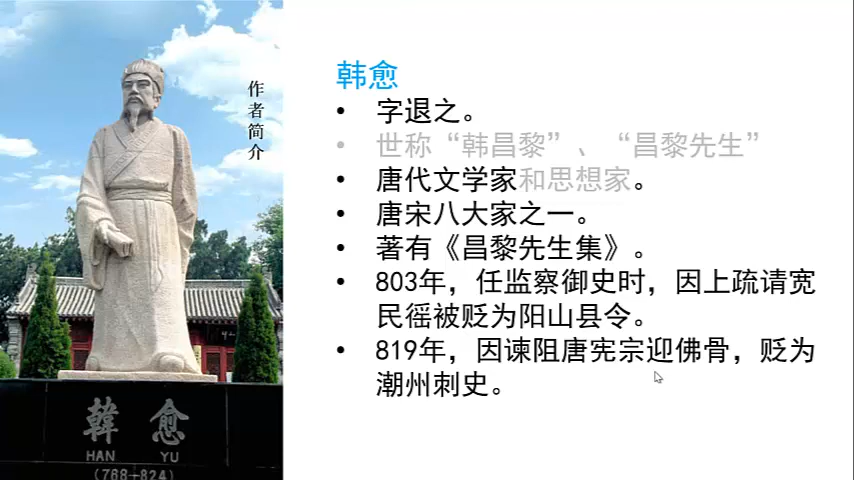 作者简介
韩愈
• 字退之。
• 世称“韩昌黎”、“昌黎先生”
• 唐代文学家和思想家。
• 唐宋八大家之一。
• 著有《昌黎先生集》。
• 803年，任监察御史时，因上疏请宽
民徭被贬为阳山县令。
• 819年，因谏阻唐宪宗迎佛骨，贬为
潮州刺史。
韓 愈
HAN YU
(768-824)